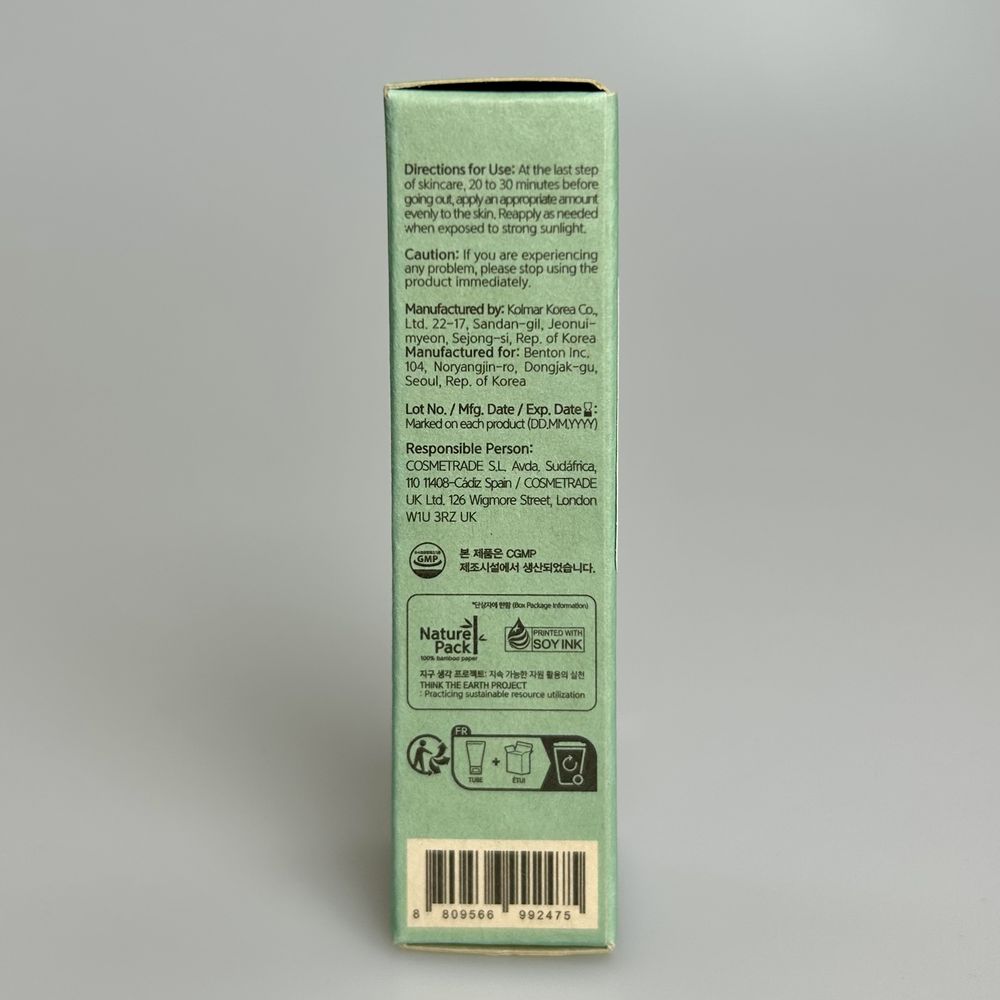 Directions for Use: At the last step
of skincare, 20 to 30 minutes before
going out, apply an appropriate amount
evenly to the skin. Reapply as needed
when exposed to strong sunlight.
Caution: If you are experiencing
any problem, please stop using the
product immediately.
Manufactured by: Kolmar Korea Co.,
Ltd. 22-17, Sandan-gil, Jeonui-
myeon, Sejong-si, Rep. of Korea
Manufactured for: Benton Inc.
104, Noryangjin-ro, Dongjak-gu,
Seoul, Rep. of Korea
Lot No. / Mfg. Date / Exp. Date :
Marked on each product (DD.MM.YYYY)
Responsible Person:
COSMETRADE S.L. Avda. Sudáfrica,
110 11408-Cádiz Spain / COSMETRADE
UK Ltd. 126 Wigmore Street, London
W1U 3RZ UK
GMP
본 제품은 CGMP
제조시설에서 생산되었습니다.
*단상자에 한함 (Box Package Information)
Nature
Pack
100% bamboo paper
PRINTED WITH
SOY INK
지구 생각 프로젝트: 지속 가능한 자원 활용의 실천
THINK THE EARTH PROJECT
: Practicing sustainable resource utilization
FR
TUBE + ÉTUI
8 809566 992475